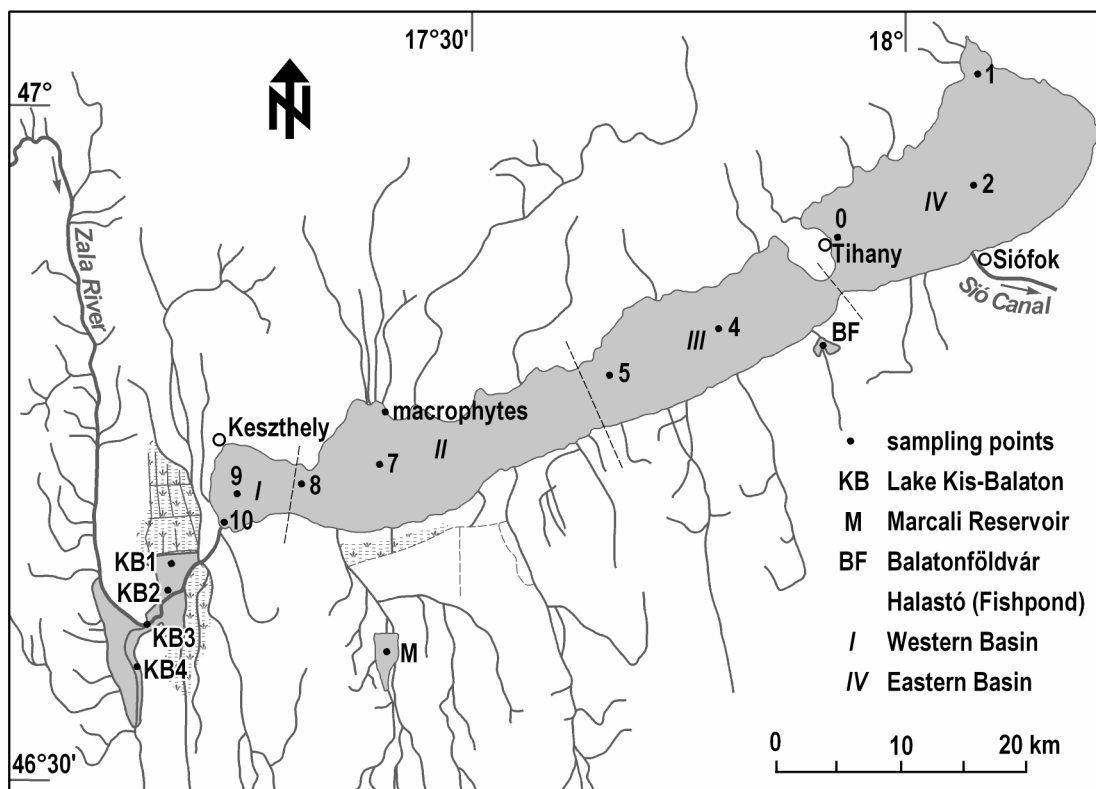 17°30'
18°
47°
N
1
2
IV
0
Tihany
Siófok
Sió Canal
Zala River
4
III
BF
5
macrophytes
Keszthely
II
7
9
I
8
10
KB1
KB2
KB3
KB4
M
46°30'
sampling points
KB Lake Kis-Balaton
M Marcali Reservoir
BF Balatonföldvár
Halastó (Fishpond)
I Western Basin
IV Eastern Basin
0 10 20 km